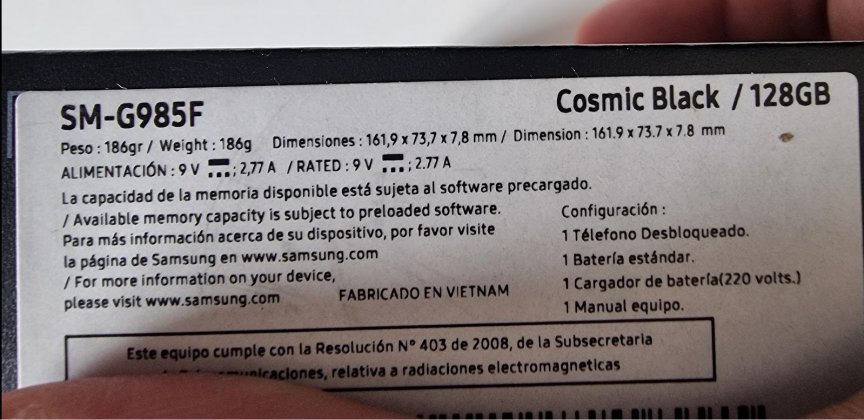 SM-G985F
Cosmic Black / 128GB
Peso : 186gr / Weight : 186g Dimensiones : 161,9 x 73,7 x 7,8 mm / Dimension : 161.9 x 73.7 x 7.8 mm
ALIMENTACIÓN : 9 V ; 2,77 A / RATED : 9 V ; 2.77 A
La capacidad de la memoria disponible está sujeta al software precargado.
/ Available memory capacity is subject to preloaded software.
Para más información acerca de su dispositivo, por favor visite
la página de Samsung en www.samsung.com
/ For more information on your device,
please visit www.samsung.com
FABRICADO EN VIETNAM
Configuración :
1 Téléfono Desbloqueado.
1 Batería estándar.
1 Cargador de batería(220 volts.)
1 Manual equipo.
Este equipo cumple con la Resolución N° 403 de 2008, de la Subsecretaria
relativa a radiaciones electromagneticas